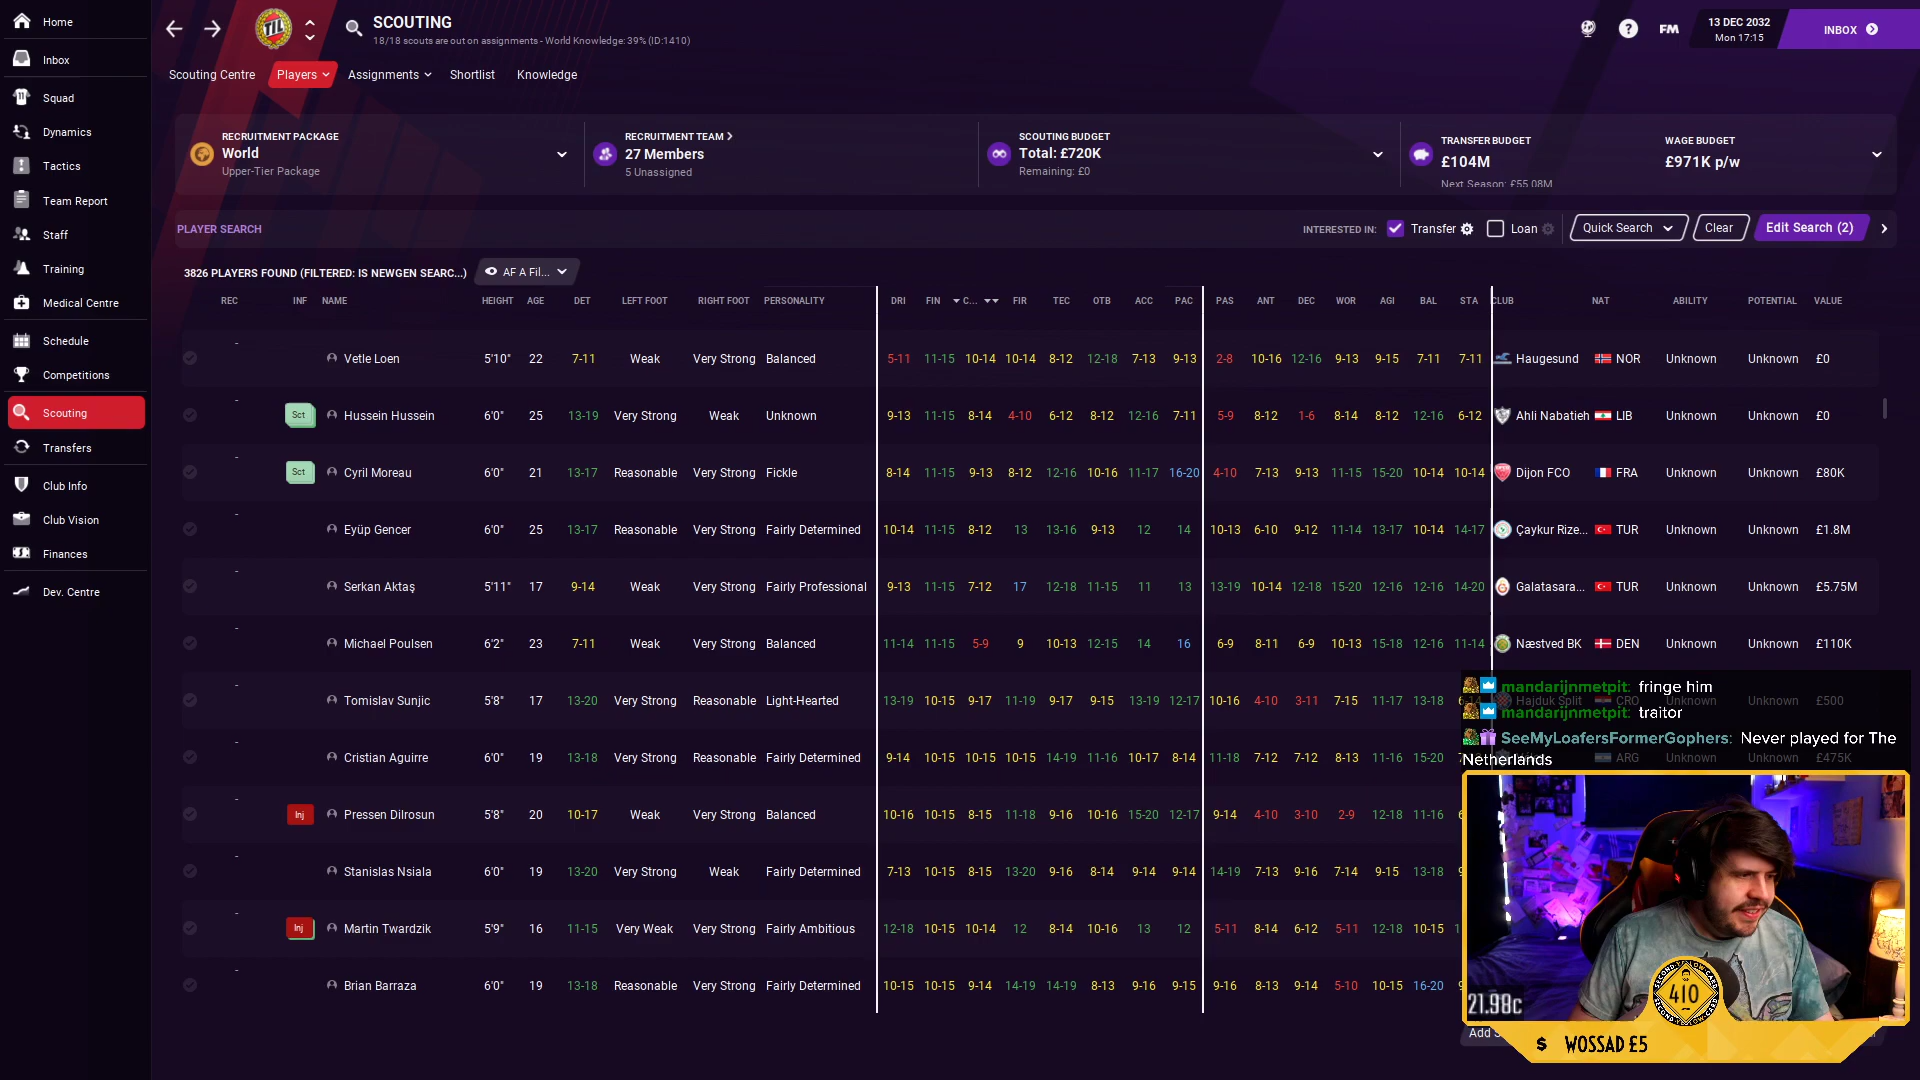 Home
Inbox
Squad
Dynamics
Tactics
Team Report
Staff
Training
Medical Centre
Schedule
Competitions
Scouting
Transfers
Club Info
Club Vision
Finances
Dev. Centre
TIL
SCOUTING
18/18 scouts are out on assignments - World Knowledge: 39% (ID:1410)
FM
13 DEC 2032
Mon 17:15
INBOX
Scouting Centre Players Assignments Shortlist Knowledge
RECRUITMENT PACKAGE
World
Upper-Tier Package
RECRUITMENT TEAM
27 Members
5 Unassigned
SCOUTING BUDGET
Total: £720K
Remaining: £0
TRANSFER BUDGET
£104M
Next Season: £55.08M
WAGE BUDGET
£971K p/w
PLAYER SEARCH
INTERESTED IN: Transfer Loan Quick Search Clear Edit Search (2)
3826 PLAYERS FOUND (FILTERED: IS NEWGEN SEARC...) AF A Fil...
REC INF NAME HEIGHT AGE DET LEFT FOOT RIGHT FOOT PERSONALITY DRI FIN C... FIR TEC OTB ACC PAC PAS ANT DEC WOR AGI BAL STA CLUB NAT ABILITY POTENTIAL VALUE
- Vetle Loen 5'10" 22 7-11 Weak Very Strong Balanced 5-11 11-15 10-14 10-14 8-12 12-18 7-13 9-13 2-8 10-16 12-16 9-13 9-15 7-11 7-11 Haugesund NOR Unknown Unknown £0
- Sct Hussein Hussein 6'0" 25 13-19 Very Strong Weak Unknown 9-13 11-15 8-14 4-10 6-12 8-12 12-16 7-11 5-9 8-12 1-6 8-14 8-12 12-16 6-12 Ahli Nabatieh LIB Unknown Unknown £0
- Sct Cyril Moreau 6'0" 21 13-17 Reasonable Very Strong Fickle 8-14 11-15 9-13 8-12 12-16 10-16 11-17 16-20 4-10 7-13 9-13 11-15 15-20 10-14 10-14 Dijon FCO FRA Unknown Unknown £80K
- Eyüp Gencer 6'0" 25 13-17 Reasonable Very Strong Fairly Determined 10-14 11-15 8-12 13 13-16 9-13 12 14 10-13 6-10 9-12 11-14 13-17 10-14 14-17 Çaykur Rize... TUR Unknown Unknown £1.8M
- Serkan Aktaş 5'11" 17 9-14 Weak Very Strong Fairly Professional 9-13 11-15 7-12 17 12-18 11-15 11 13 13-19 10-14 12-18 15-20 12-16 12-16 14-20 Galatasara... TUR Unknown Unknown £5.75M
- Michael Poulsen 6'2" 23 7-11 Weak Very Strong Balanced 11-14 11-15 5-9 9 10-13 12-15 14 16 6-9 8-11 6-9 10-13 15-18 12-16 11-14 Næstved BK DEN Unknown Unknown £110K
- Tomislav Sunjic 5'8" 17 13-20 Very Strong Reasonable Light-Hearted 13-19 10-15 9-17 11-19 9-17 9-15 13-19 12-17 10-16 4-10 3-11 7-15 11-17 13-18 6-14 Hajduk Split CRO Unknown Unknown £500
- Cristian Aguirre 6'0" 19 13-18 Very Strong Reasonable Fairly Determined 9-14 10-15 10-15 10-15 14-19 11-16 10-17 8-14 11-18 7-12 7-12 8-13 11-16 15-20 ARG Unknown Unknown £475K
- Inj Pressen Dilrosun 5'8" 20 10-17 Weak Very Strong Balanced 10-16 10-15 8-15 11-18 9-16 10-16 15-20 12-17 9-14 4-10 3-10 2-9 12-18 11-16
- Stanislas Nsiala 6'0" 19 13-20 Very Strong Weak Fairly Determined 7-13 10-15 8-15 13-20 9-16 8-14 9-14 9-14 14-19 7-13 9-16 7-14 9-15 13-18
- Inj Martin Twardzik 5'9" 16 11-15 Very Weak Very Strong Fairly Ambitious 12-18 10-15 10-14 12 8-14 10-16 13 12 5-11 8-14 6-12 5-11 12-18 10-15
- Brian Barraza 6'0" 19 13-18 Reasonable Very Strong Fairly Determined 10-15 10-15 9-14 14-19 14-19 8-13 9-16 9-15 9-16 8-13 9-14 5-10 10-15 16-20
mandarijnmetpit: fringe him
mandarijnmetpit: traitor
SeeMyLoafersFormerGophers: Never played for The
Netherlands
21.98c
SECOND YELLOW CARD
410
Add S
$ WOSSAD £5